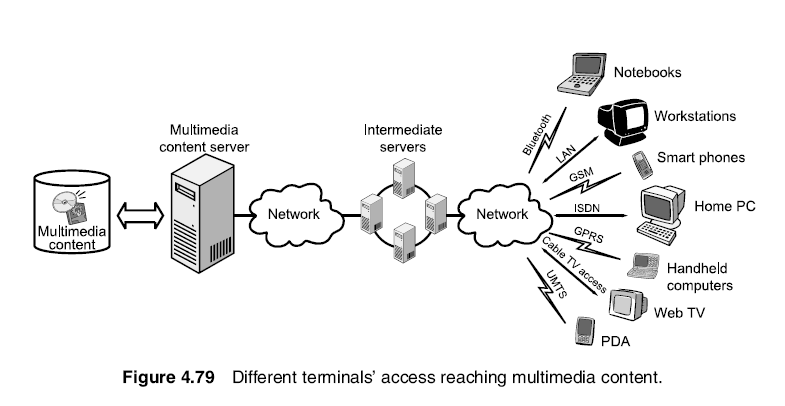 Notebooks
Bluetooth
Workstations
LAN
Multimedia
content server
Intermediate
servers
GSM
Smart phones
Network
Network
ISDN
Home PC
Multimedia
content
GPRS
Cable TV access
Handheld
computers
UMTS
Web TV
PDA
Figure 4.79 Different terminals' access reaching multimedia content.